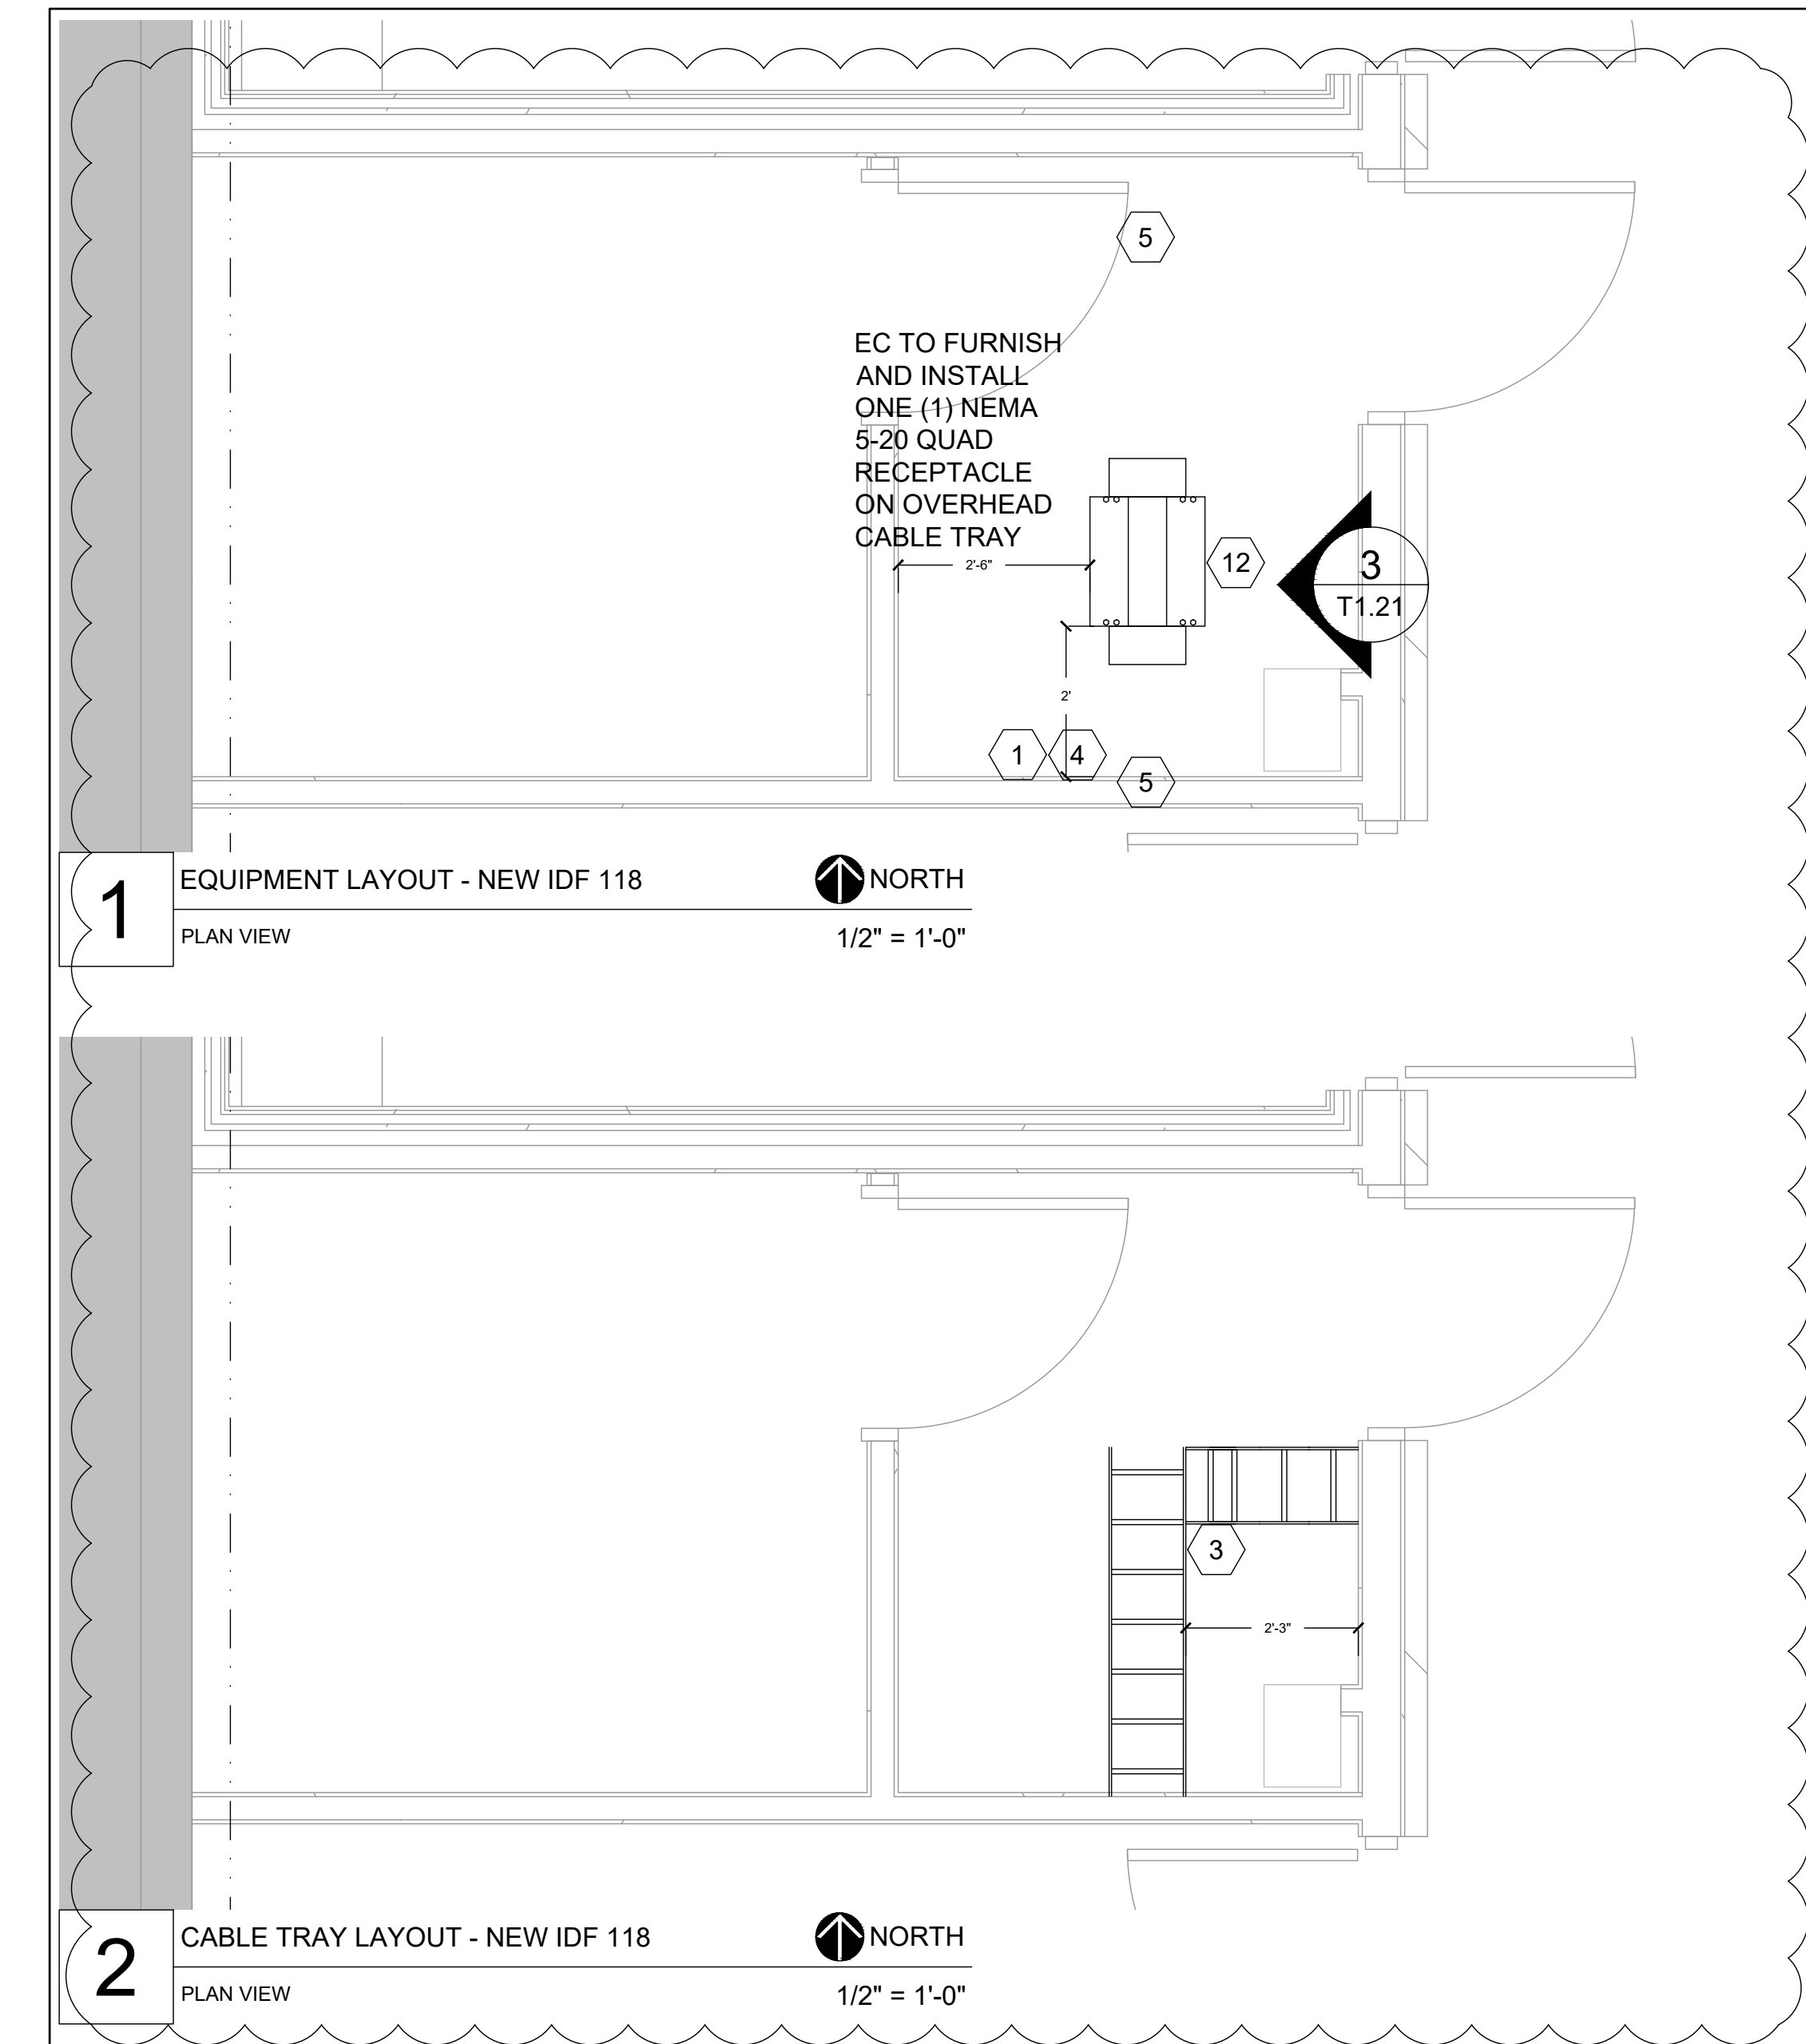 5
EC TO FURNISH
AND INSTALL
ONE (1) NEMA
5-20 QUAD
RECEPTACLE
ON OVERHEAD
CABLE TRAY
2'-6"
12
3
T1.21
2'
1
4
5
1
EQUIPMENT LAYOUT - NEW IDF 118
NORTH
PLAN VIEW
1/2" = 1'-0"
3
2'-3"
2
CABLE TRAY LAYOUT - NEW IDF 118
NORTH
PLAN VIEW
1/2" = 1'-0"